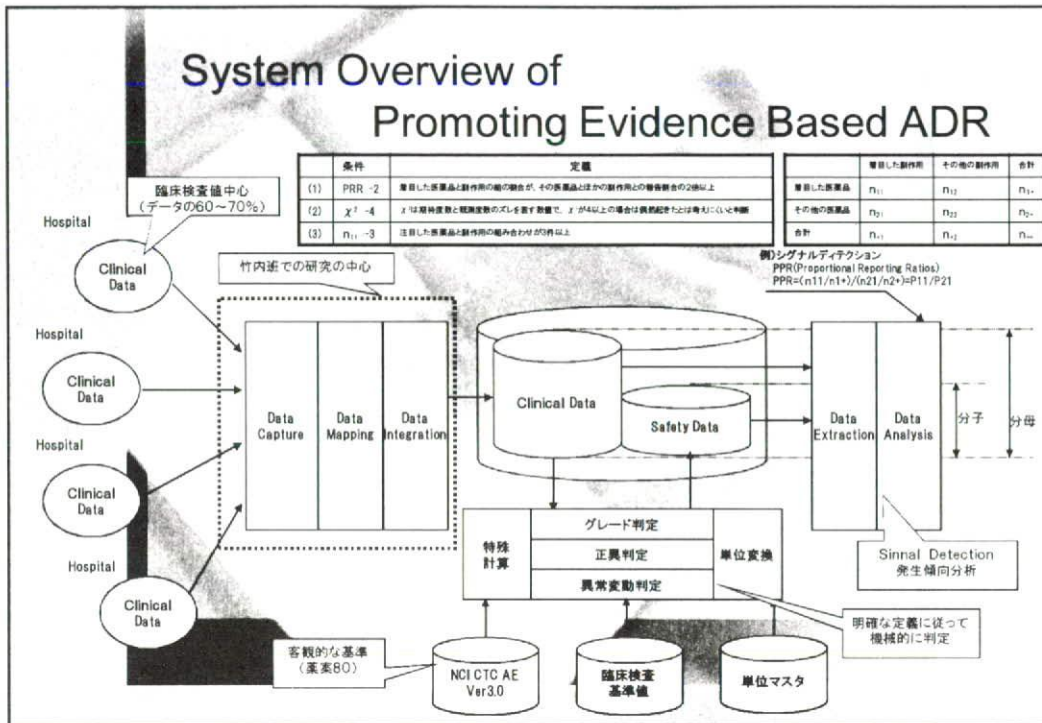 System Overview of
Promoting Evidence Based ADR
条件 定義
(1) PRR -2 着目した医薬品と副作用の組の割合が、その医薬品とほかの副作用との報告割合の2倍以上
(2) χ² -4 χ²は期待度数と観測度数のズレを表す数量で、χ²が4以上の場合は偶然起きたとは考えにくいと判断
(3) n₁₁ -3 注目した医薬品と副作用の組み合わせが3件以上
着目した副作用 その他の副作用 合計
着目した医薬品 n₁₁ n₁₂ n₁₊
その他の医薬品 n₂₁ n₂₂ n₂₊
合計 n₊₁ n₊₂ n₊₊
例)シグナルディテクション
PPR(Proportional Reporting Ratios)
PPR=(n11/n1+)/(n21/n2+)=P11/P21
臨床検査値中心
(データの60~70%)
Hospital
Clinical
Data
竹内班での研究の中心
Hospital
Clinical
Data
Hospital
Clinical
Data
Hospital
Clinical
Data
Data
Capture
Data
Mapping
Data
Integration
Clinical Data
Safety Data
Data
Extraction
Data
Analysis
分子
分母
特殊
計算
グレード判定
正異判定
異常変動判定
単位変換
Sinnal Detection
発生傾向分析
明確な定義に従って
機械的に判定
客観的な基準
(薬案80)
NCI CTC AE
Ver3.0
臨床検査
基準値
単位マスタ